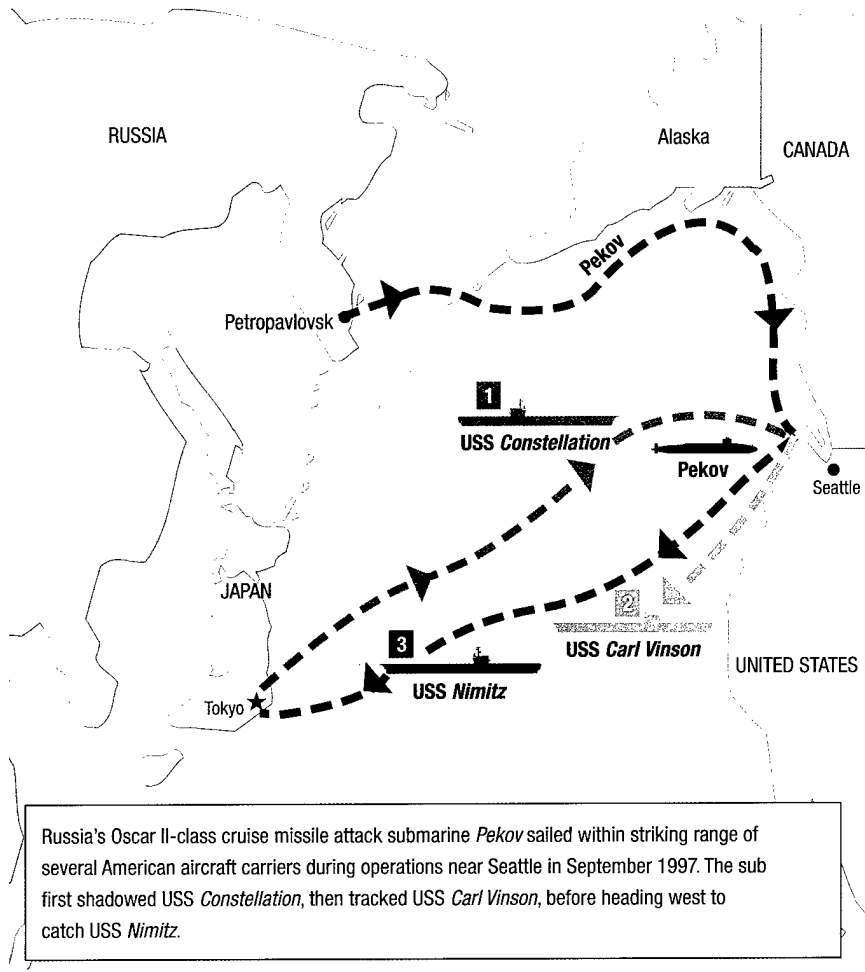 RUSSIA
Alaska
CANADA
Pekov
Petropavlovsk
1
USS Constellation
Pekov
Seattle
JAPAN
2
USS Carl Vinson
3
USS Nimitz
UNITED STATES
Tokyo
Russia's Oscar II-class cruise missile attack submarine Pekov sailed within striking range of
several American aircraft carriers during operations near Seattle in September 1997. The sub
first shadowed USS Constellation, then tracked USS Carl Vinson, before heading west to
catch USS Nimitz.